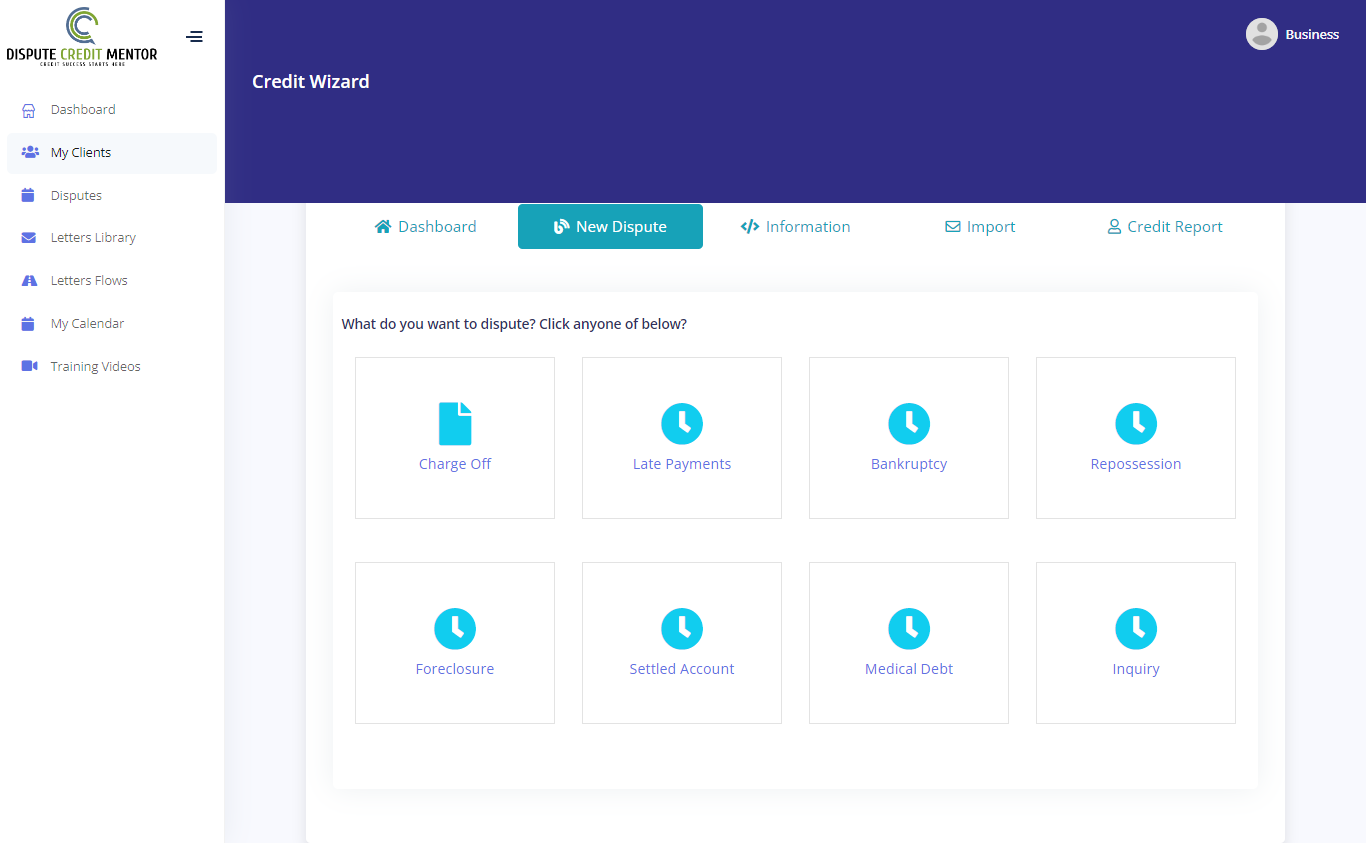 DISPUTE CREDIT MENTOR
CREDIT SUCCESS STARTS HERE
Business
Credit Wizard
Dashboard
My Clients
Disputes
Letters Library
Letters Flows
My Calendar
Training Videos
Dashboard New Dispute Information Import Credit Report
What do you want to dispute? Click anyone of below?
Charge Off Late Payments Bankruptcy Repossession
Foreclosure Settled Account Medical Debt Inquiry